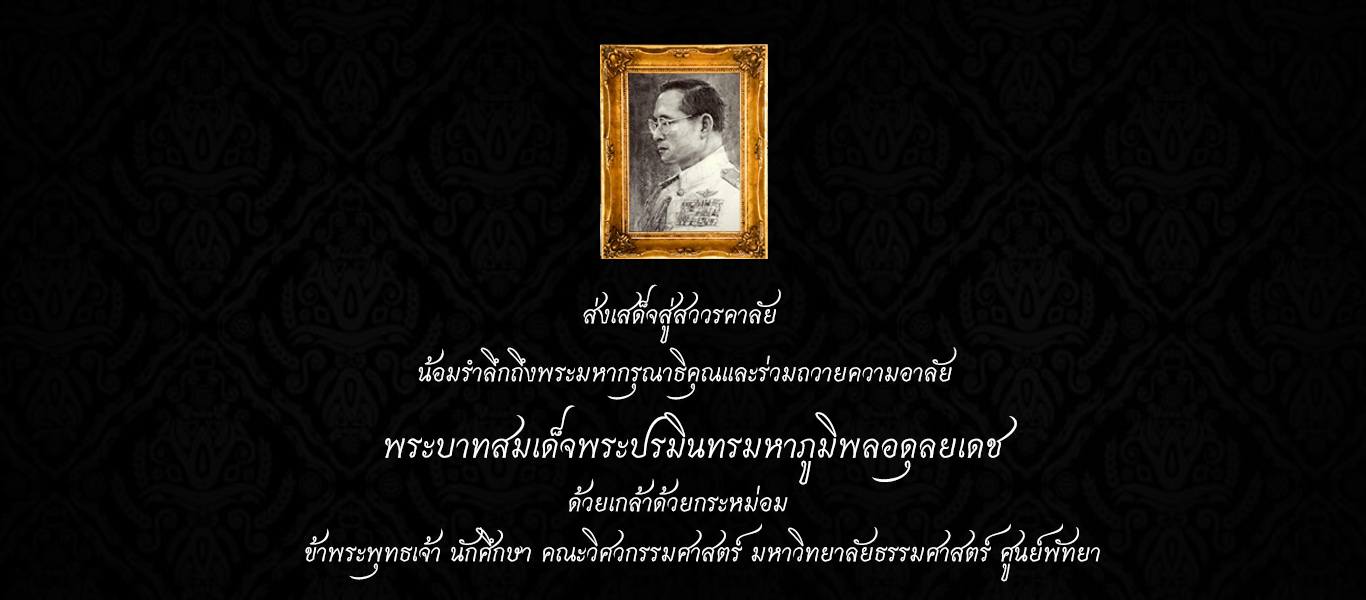 ส่งเสด็จสู่สววรคาลัย
น้อมรำลึกถึงพระมหากรุณาธิคุณและร่วมถวายความอาลัย
พระบาทสมเด็จพระปรมินทรมหาภูมิพลอดุลยเดช
ด้วยเกล้าด้วยกระหม่อม
ข้าพระพุทธเจ้า นักศึกษา คณะวิศวกรรมศาสตร์ มหาวิทยาลัยธรรมศาสตร์ ศูนย์พัทยา